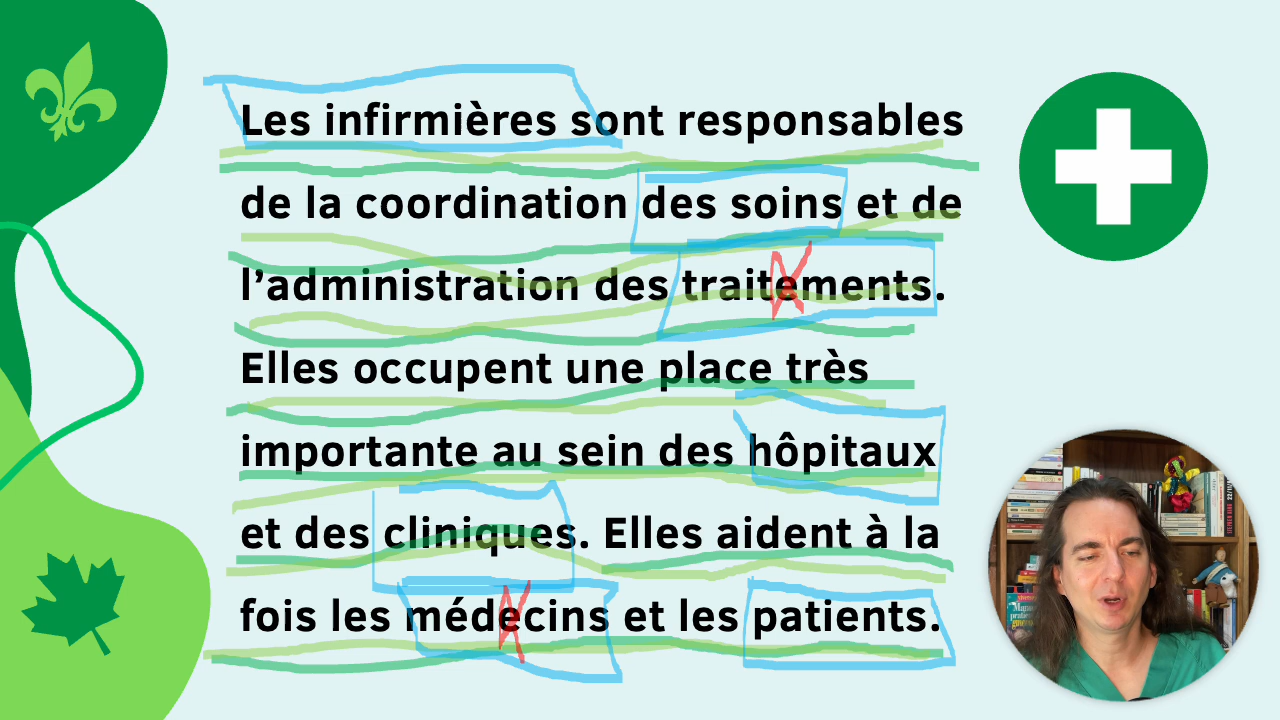 Les infirmières sont responsables
de la coordination des soins et de
l’administration des traitements.
Elles occupent une place très
importante au sein des hôpitaux
et des cliniques. Elles aident à la
fois les médecins et les patients.